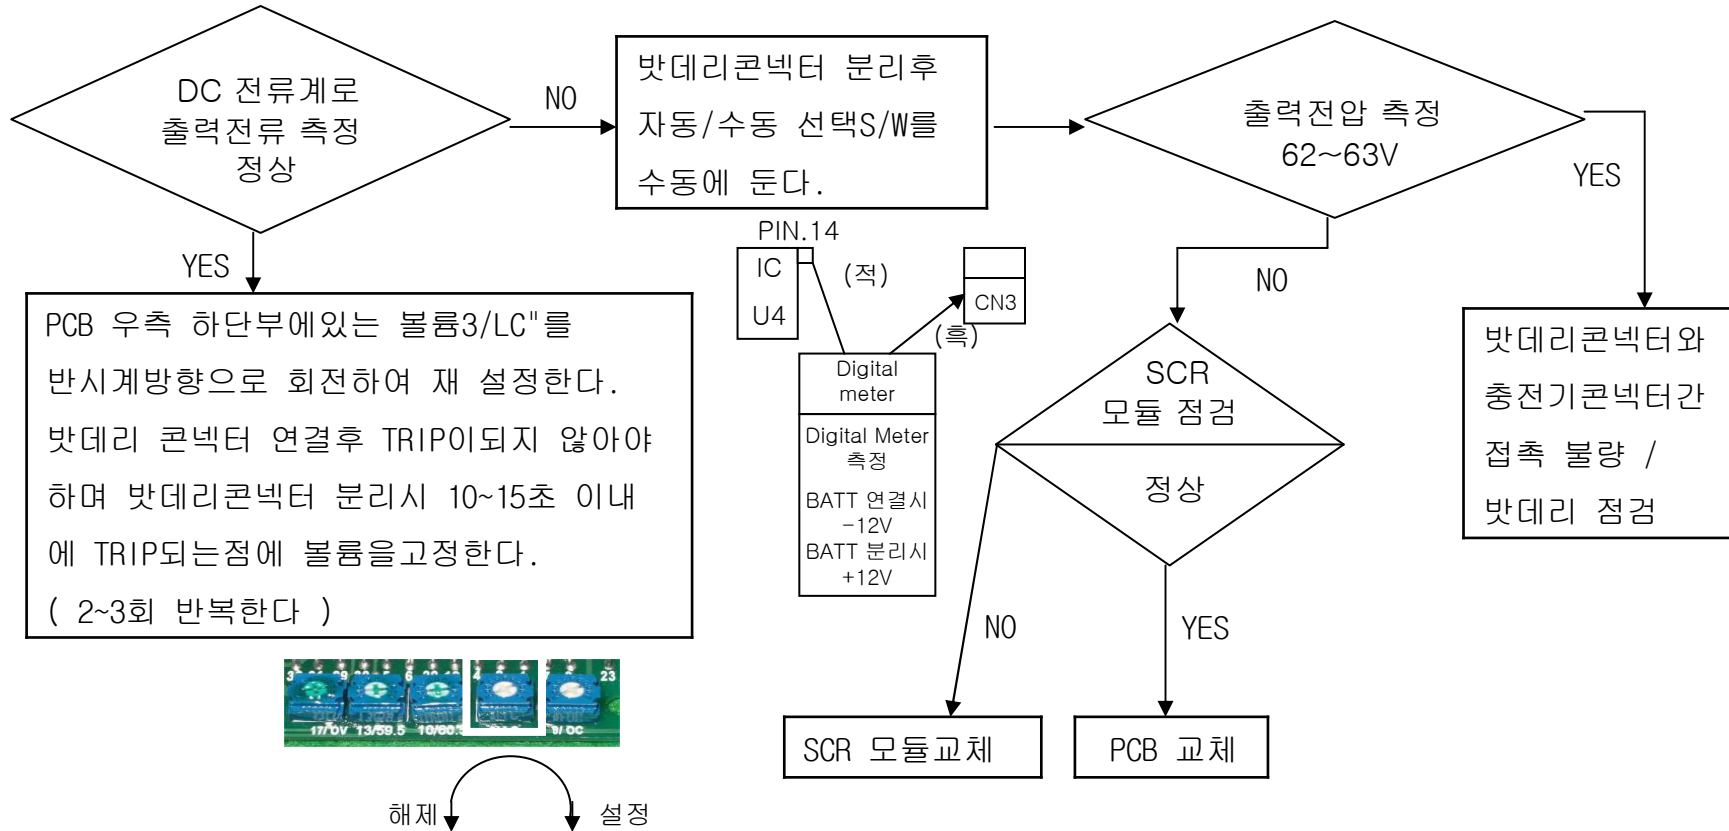 DC 전류계로
출력전류 측정
정상
NO
밧데리콘넥터 분리후
자동/수동 선택S/W를
수동에 둔다.
출력전압 측정
62~63V
YES
YES
NO
PCB 우측 하단부에있는 볼륨3/LC"를
반시계방향으로 회전하여 재 설정한다.
밧데리 콘넥터 연결후 TRIP이되지 않아야
하며 밧데리콘넥터 분리시 10~15초 이내
에 TRIP되는점에 볼륨을고정한다.
( 2~3회 반복한다 )
PIN.14
IC
U4
(적)
CN3
(흑)
Digital
meter
Digital Meter
측정
BATT 연결시
-12V
BATT 분리시
+12V
SCR
모듈 점검
정상
밧데리콘넥터와
충전기콘넥터간
접촉 불량 /
밧데리 점검
NO
YES
SCR 모듈교체
PCB 교체
23
17/OV 13/59.5 10/60. 9/OC
해제
설정